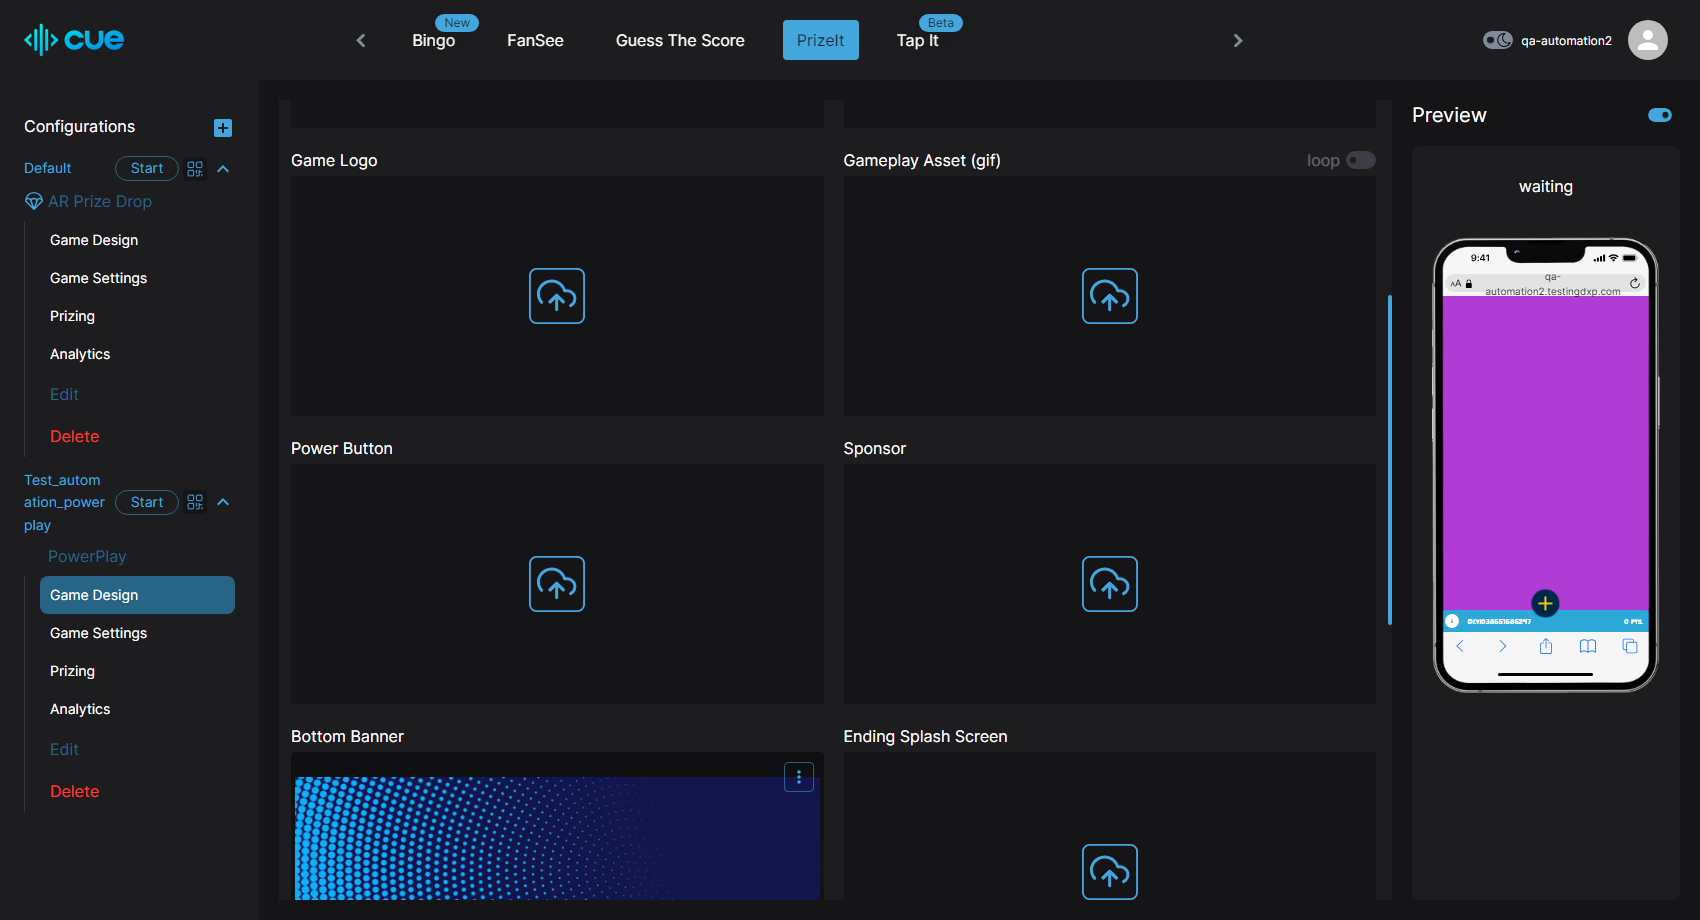 cue
Bingo
New
FanSee
Guess The Score
PrizeIt
Tap It
Beta
qa-automation2
Configurations
Default
Start
AR Prize Drop
Game Design
Game Settings
Prizing
Analytics
Edit
Delete
Test_autom
ation_power
play
Start
PowerPlay
Game Design
Game Settings
Prizing
Analytics
Edit
Delete
Game Logo
Gameplay Asset (gif)
loop
Power Button
Sponsor
Bottom Banner
Ending Splash Screen
Preview
waiting
9:41
AA
qa-
automation2.testingdxp.com
0 PTS.